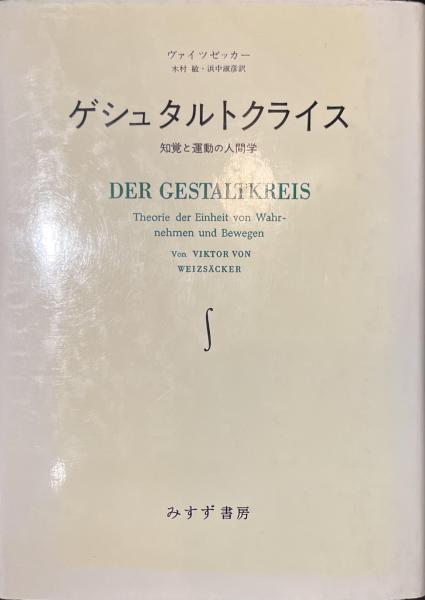 ヴァイツゼッカー
木村 敏・浜中淑彦訳
ゲシュタルトクライス
知覚と運動の人間学
DER GESTALTKREIS
Theorie der Einheit von Wahr-
nehmen und Bewegen
Von VIKTOR VON
WEIZSÄCKER
みすず書房